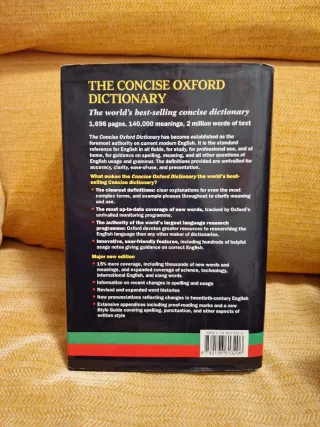 THE CONCISE OXFORD
DICTIONARY
The world's best-selling concise dictionary
1,696 pages, 140,000 meanings, 2 million words of text
The Concise Oxford Dictionary has become established as the
foremost authority on current modern English. It is the standard
reference for English in all fields, for study, for professional use, and at
home, for guidance on spelling, meaning, and all other questions of
English usage and grammar. The definitions provided are unrivalled for
accuracy, clarity, ease-of-use, and presentation.
What makes the Concise Oxford Dictionary the world's best-
selling Concise Dictionary?
• The clearest definitions: clear explanations for even the most
complex terms, and example phrases throughout to clarify meaning
and use.
• The most up-to-date coverage of new words, tracked by Oxford's
unrivalled monitoring programme.
• The authority of the world's largest language research
programme: Oxford devotes greater resources to researching the
English language than any other maker of dictionaries.
• Innovative, user-friendly features, including hundreds of helpful
usage notes giving guidance on correct English.
Major new edition
• 15% more coverage, including thousands of new words and
meanings, and expanded coverage of science, technology,
international English, and slang words
• Information on recent changes in spelling and usage
• Revised and expanded word histories
• New pronunciations reflecting changes in twentieth-century English
• Extensive appendices including proof-reading marks and a new
Style Guide covering spelling, punctuation, and other aspects of
written style